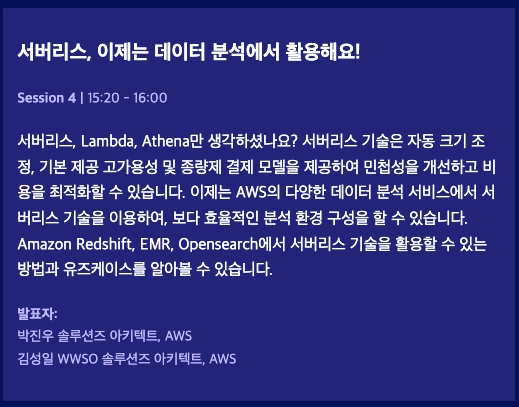 서버리스, 이제는 데이터 분석에서 활용해요!
Session 4 | 15:20 - 16:00
서버리스, Lambda, Athena만 생각하셨나요? 서버리스 기술은 자동 크기 조
정, 기본 제공 고가용성 및 종량제 결제 모델을 제공하여 민첩성을 개선하고 비
용을 최적화할 수 있습니다. 이제는 AWS의 다양한 데이터 분석 서비스에서 서
버리스 기술을 이용하여, 보다 효율적인 분석 환경 구성을 할 수 있습니다.
Amazon Redshift, EMR, Opensearch에서 서버리스 기술을 활용할 수 있는
방법과 유즈케이스를 알아볼 수 있습니다.
발표자:
박진우 솔루션즈 아키텍트, AWS
김성일 WWSO 솔루션즈 아키텍트, AWS